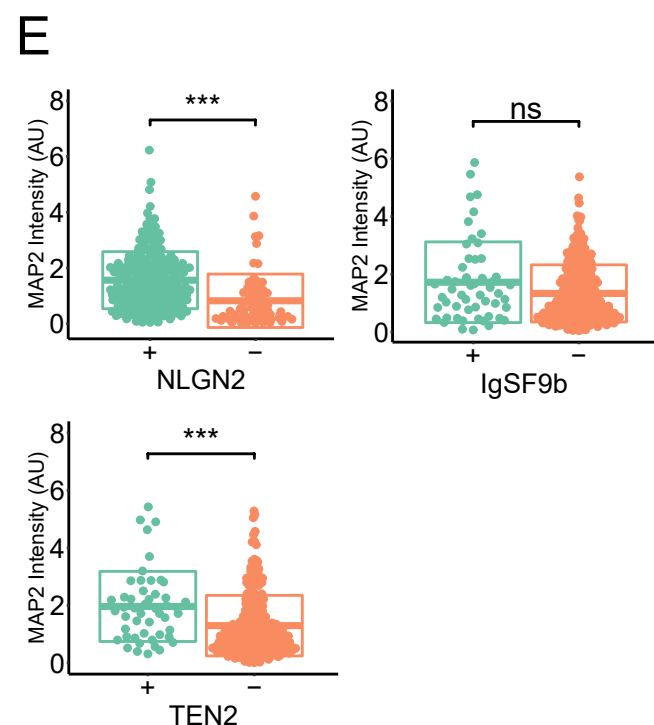 E
MAP2 Intensity (AU)
8
6
4
2
0
***
+
−
NLGN2
MAP2 Intensity (AU)
8
6
4
2
0
ns
+
−
IgSF9b
MAP2 Intensity (AU)
8
6
4
2
0
***
+
−
TEN2